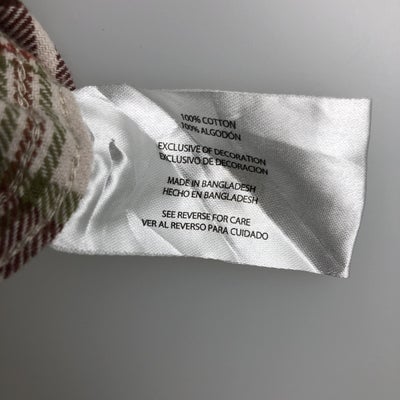 100% COTTON
100% ALGODÓN
EXCLUSIVE OF DECORATION
EXCLUSIVO DE DECORACION
MADE IN BANGLADESH
HECHO EN BANGLADESH
SEE REVERSE FOR CARE
VER AL REVERSO PARA CUIDADO